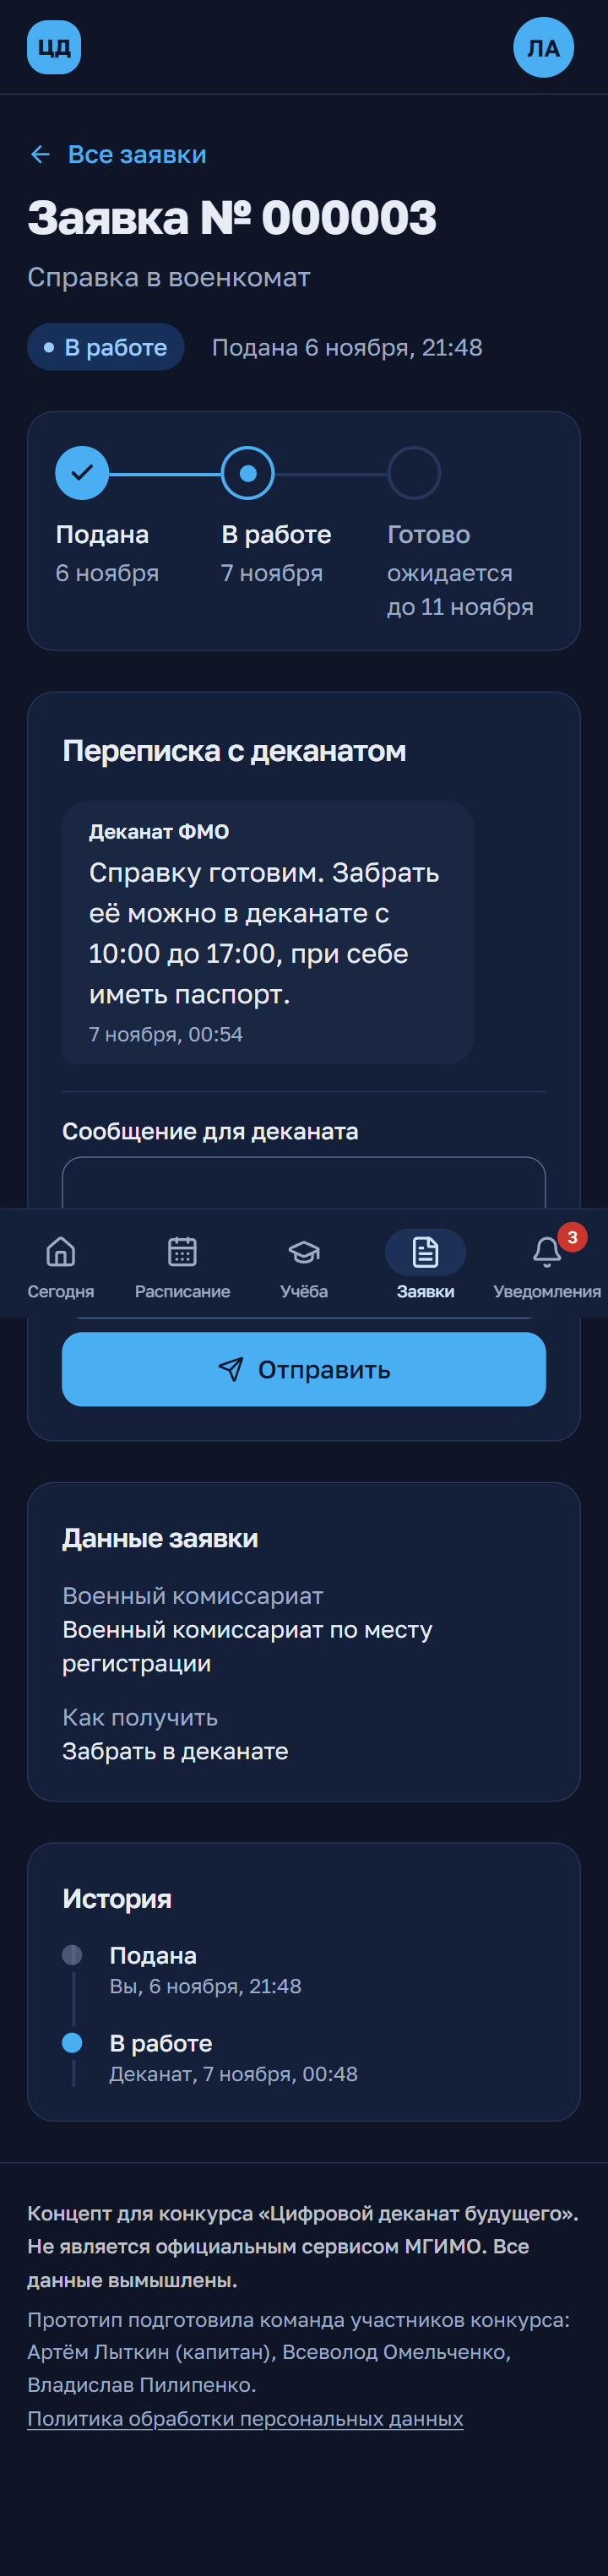 ЦД
ЛА
Все заявки
Заявка № 000003
Справка в военкомат
В работе
Подана 6 ноября, 21:48
Подана
6 ноября
В работе
7 ноября
Готово
ожидается
до 11 ноября
Переписка с деканатом
Деканат ФМО
Справку готовим. Забрать
её можно в деканате с
10:00 до 17:00, при себе
иметь паспорт.
7 ноября, 00:54
Сообщение для деканата
3
Сегодня
Расписание
Учёба
Заявки
Уведомления
Отправить
Данные заявки
Военный комиссариат
Военный комиссариат по месту
регистрации
Как получить
Забрать в деканате
История
Подана
Вы, 6 ноября, 21:48
В работе
Деканат, 7 ноября, 00:48
Концепт для конкурса «Цифровой деканат будущего».
Не является официальным сервисом МГИМО. Все
данные вымышлены.
Прототип подготовила команда участников конкурса:
Артём Лыткин (капитан), Всеволод Омельченко,
Владислав Пилипенко.
Политика обработки персональных данных